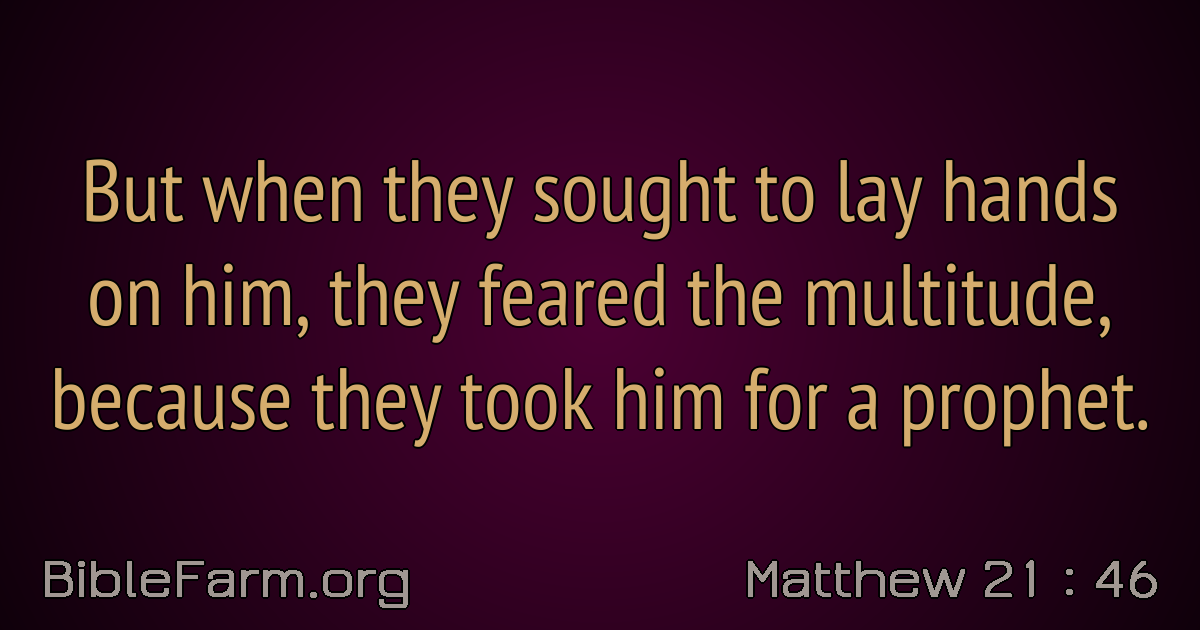 But when they sought to lay hands
on him, they feared the multitude,
because they took him for a prophet.
BibleFarm.org
Matthew 21 : 46